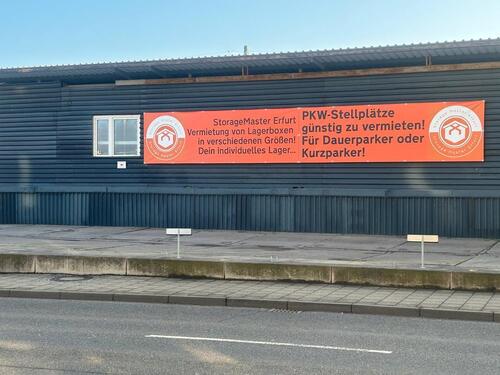 StorageMaster Erfurt
Vermietung von Lagerboxen
in verschiedenen Größen!
Dein individuelles Lager...
PKW-Stellplätze
günstig zu vermieten!
Für Dauerparker oder
Kurzparker!